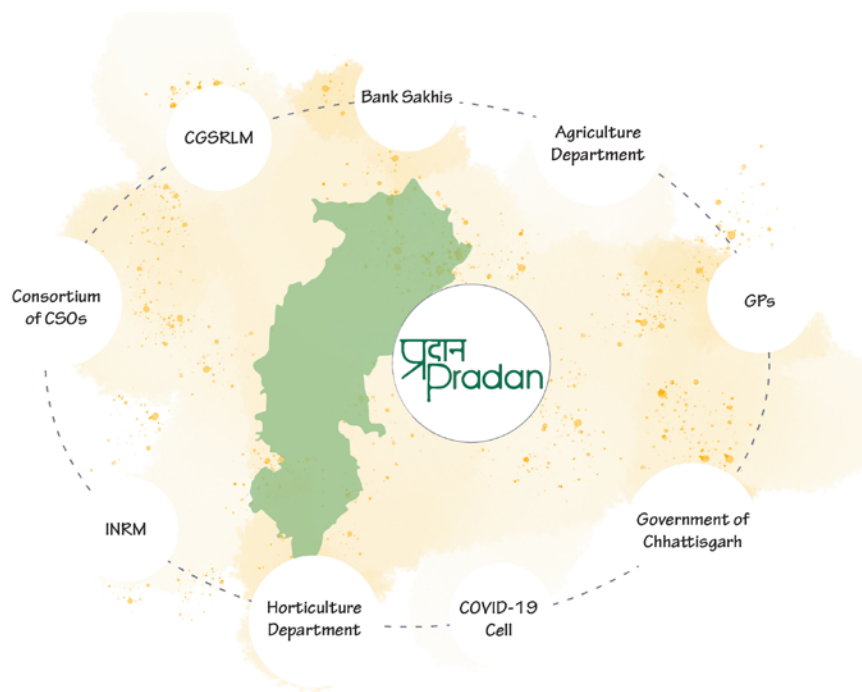 Bank Sakhis
CGSRLM
Agriculture
Department
Consortium
of CSOs
GPs
प्रदान
Pradan
INRM
Government of
Chhattisgarh
Horticulture
Department
COVID-19
Cell